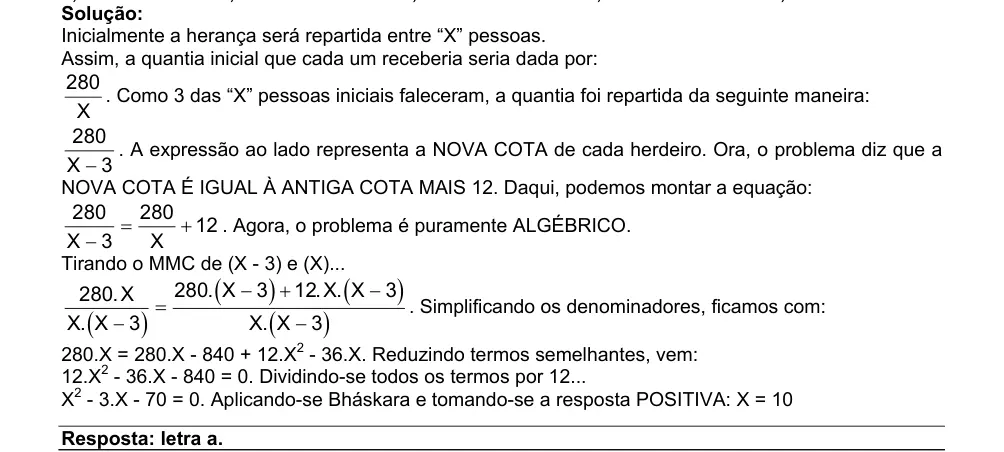 Solução:
Inicialmente a herança será repartida entre “X” pessoas.
Assim, a quantia inicial que cada um receberia seria dada por:
280/X . Como 3 das “X” pessoas iniciais faleceram, a quantia foi repartida da seguinte maneira:
280/(X – 3) . A expressão ao lado representa a NOVA COTA de cada herdeiro. Ora, o problema diz que a
NOVA COTA É IGUAL À ANTIGA COTA MAIS 12. Daqui, podemos montar a equação:
280/(X – 3) = 280/X + 12 . Agora, o problema é puramente ALGÉBRICO.
Tirando o MMC de (X - 3) e (X)...
280.X/(X.(X – 3)) = (280.(X – 3) + 12.X.(X – 3))/(X.(X – 3)) . Simplificando os denominadores, ficamos com:
280.X = 280.X - 840 + 12.X² - 36.X. Reduzindo termos semelhantes, vem:
12.X² - 36.X - 840 = 0. Dividindo-se todos os termos por 12...
X² - 3.X - 70 = 0. Aplicando-se Bháskara e tomando-se a resposta POSITIVA: X = 10
Resposta: letra a.